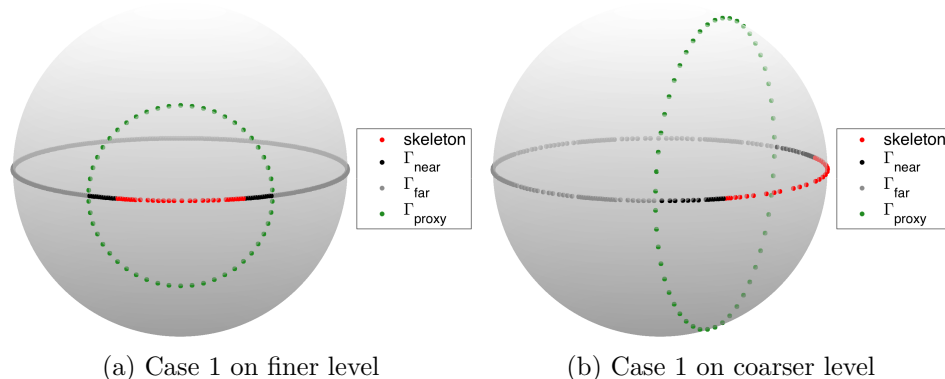 skeleton
Γnear
Γfar
Γproxy
skeleton
Γnear
Γfar
Γproxy
(a) Case 1 on finer level
(b) Case 1 on coarser level